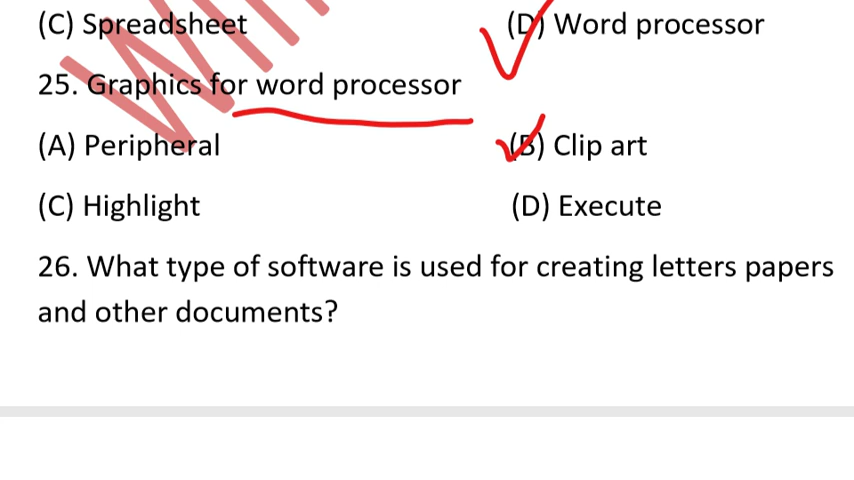 (C) Spreadsheet (D) Word processor
25. Graphics for word processor
(A) Peripheral (B) Clip art
(C) Highlight (D) Execute
26. What type of software is used for creating letters papers
and other documents?